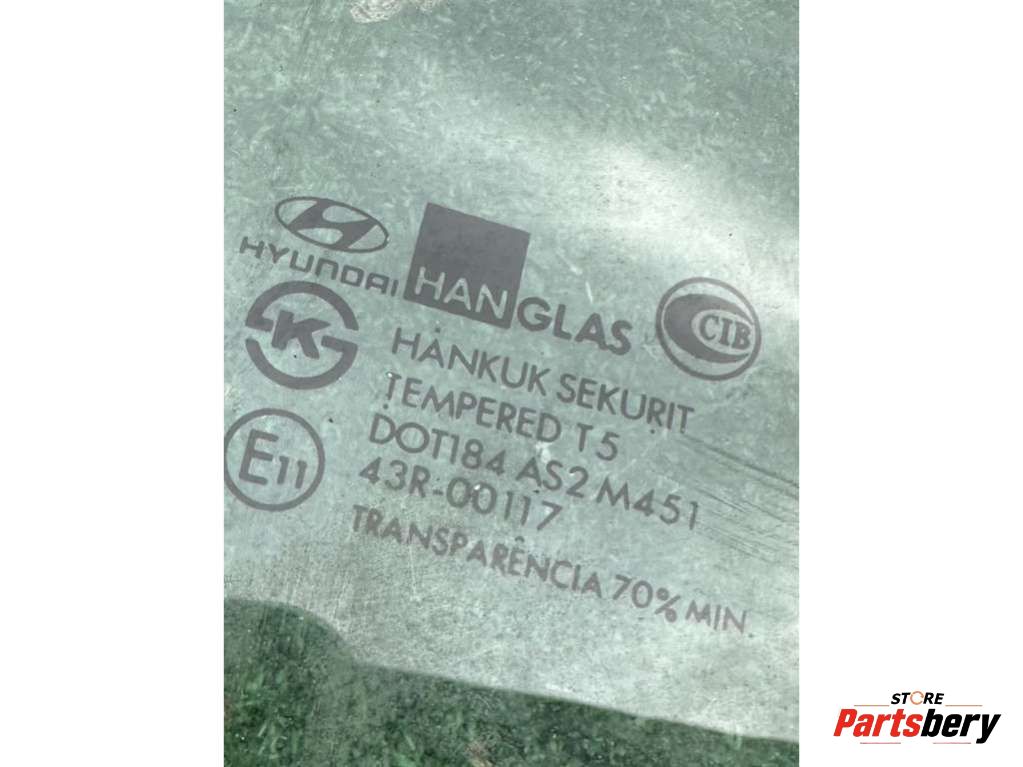 HYUNDAI
HANGLAS
CIB
K
HANKUK SEKURIT
TEMPERED T5
DOT184 AS2 M451
E11
43R-00117
TRANSPARÊNCIA 70% MIN.
STORE
Partsbery